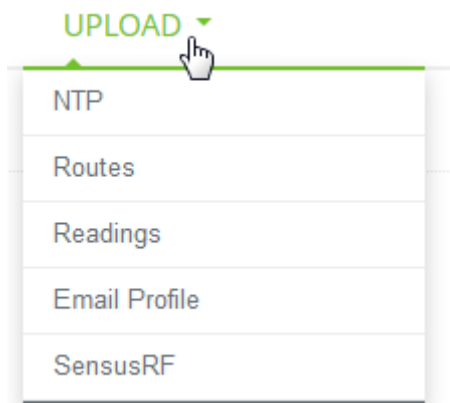 UPLOAD
NTP
Routes
Readings
Email Profile
SensusRF